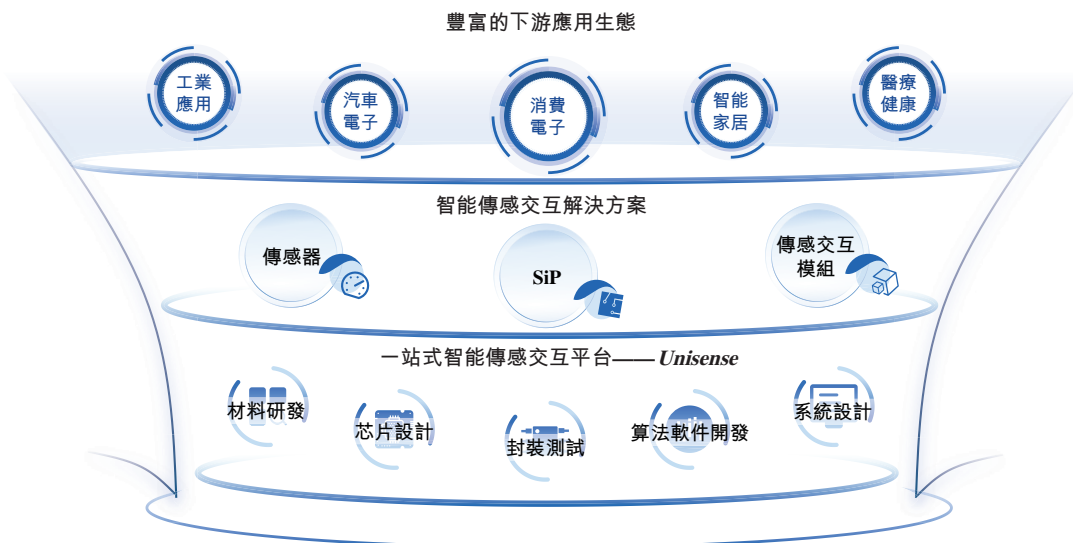 豐富的下游應用生態
工業
應用
汽車
電子
消費
電子
智能
家居
醫療
健康
智能傳感交互解決方案
傳感器
SiP
傳感交互
模組
一站式智能傳感交互平台——Unisense
材料研發
芯片設計
封裝測試
算法軟件開發
系統設計